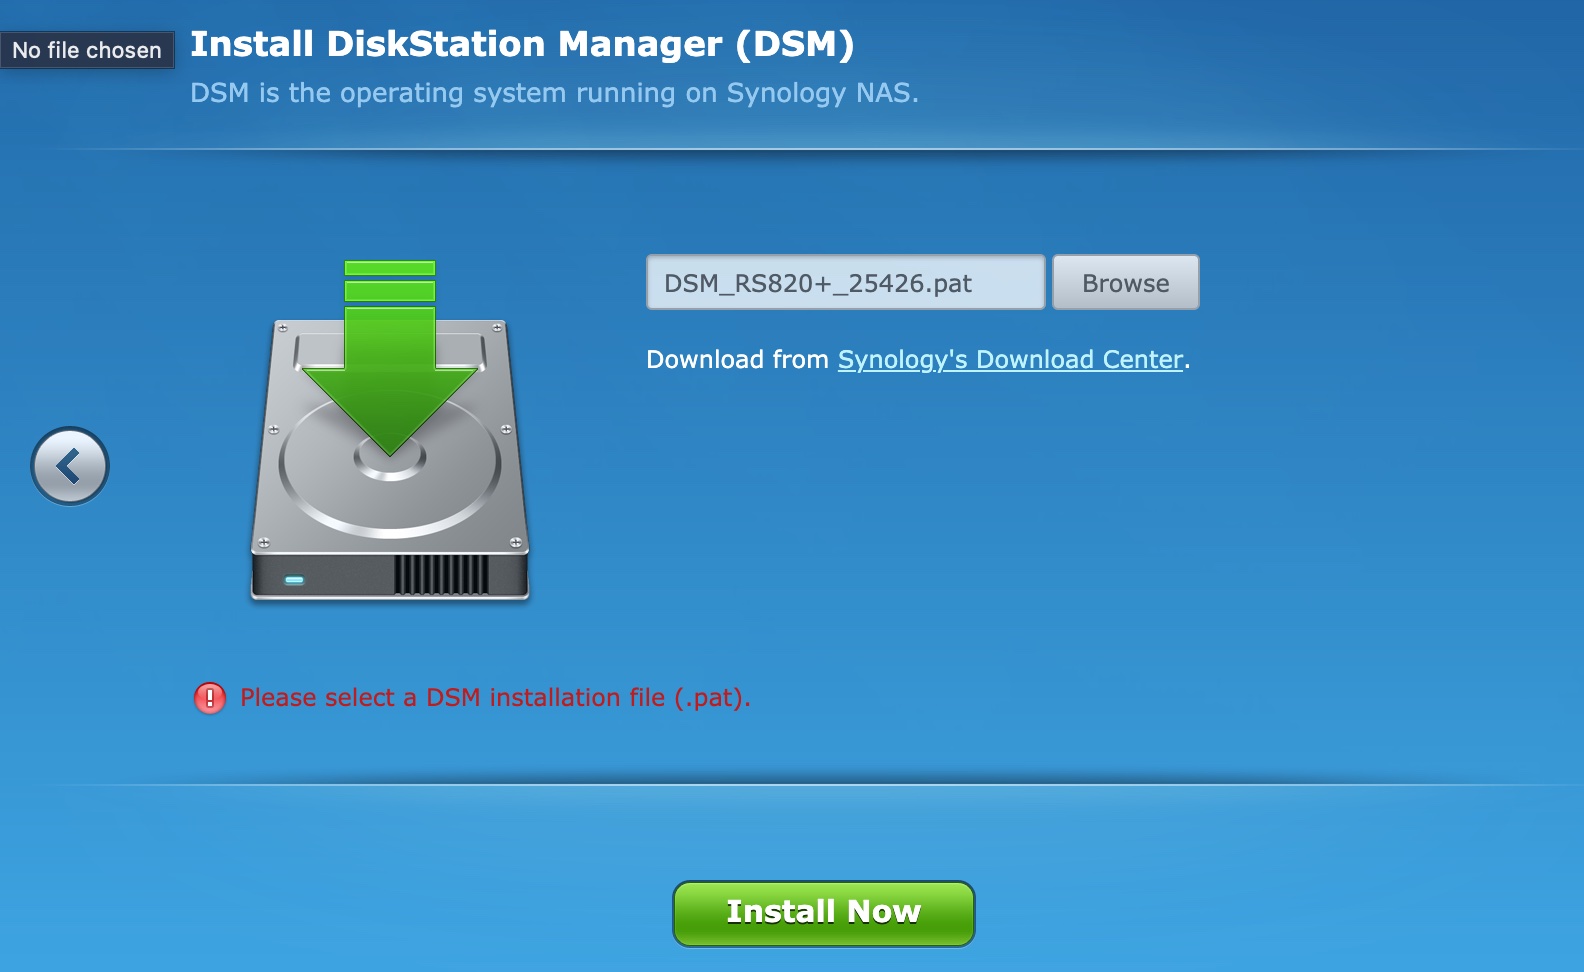 No file chosen
Install DiskStation Manager (DSM)
DSM is the operating system running on Synology NAS.
DSM_RS820+_25426.pat
Browse
Download from Synology's Download Center.
Please select a DSM installation file (.pat).
Install Now